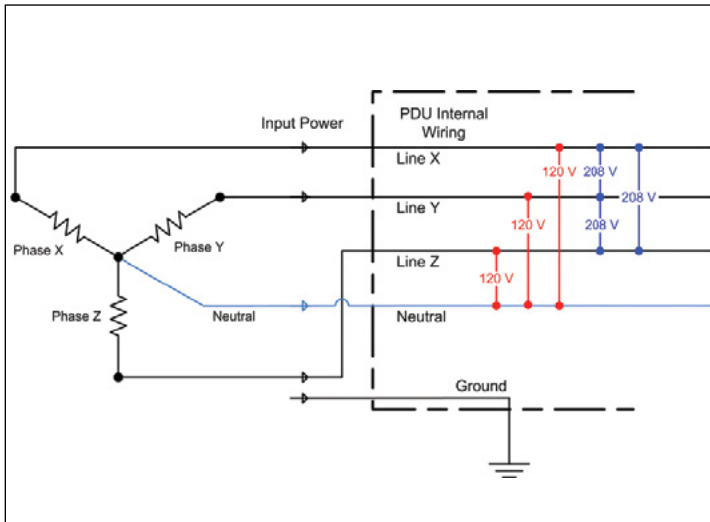 Input Power
PDU Internal
Wiring
Line X
120 V
208 V
208 V
Line Y
120 V
208 V
Phase X
Phase Y
Line Z
120 V
Phase Z
Neutral
Neutral
Ground